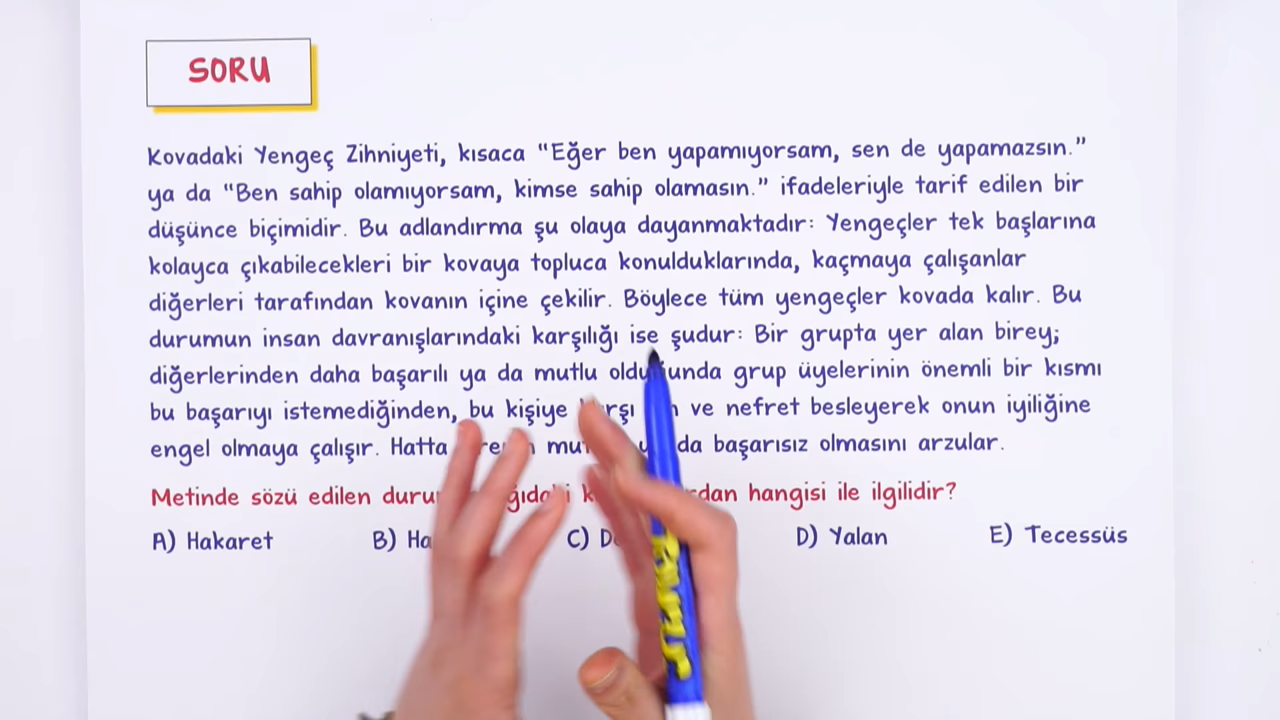 SORU
Kovadaki Yengeç Zihniyeti, kısaca “Eğer ben yapamıyorsam, sen de yapamazsın.”
ya da “Ben sahip olamıyorsam, kimse sahip olamasın.” ifadeleriyle tarif edilen bir
düşünce biçimidir. Bu adlandırma şu olaya dayanmaktadır: Yengeçler tek başlarına
kolayca çıkabilecekleri bir kovaya topluca konulduklarında, kaçmaya çalışanlar
diğerleri tarafından kovanın içine çekilir. Böylece tüm yengeçler kovada kalır. Bu
durumun insan davranışlarındaki karşılığı ise şudur: Bir grupta yer alan birey;
diğerlerinden daha başarılı ya da mutlu olduğunda grup üyelerinin önemli bir kısmı
bu başarıyı istemediğinden, bu kişiye ve nefret besleyerek onun iyiliğine
engel olmaya çalışır. Hatta da başarısız olmasını arzular.
Metinde sözü edilen hangisi ile ilgilidir?
A) Hakaret B) C) D) Yalan E) Tecessüs